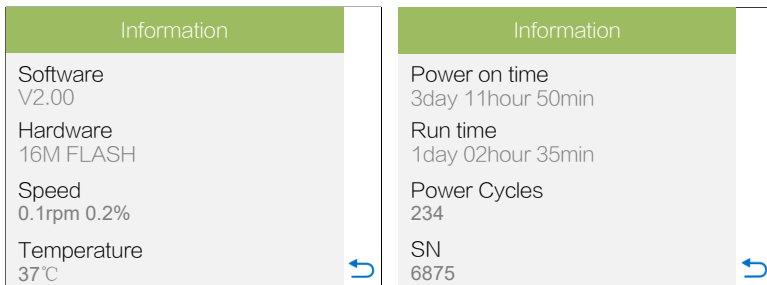 Information
Software
V2.00
Hardware
16M FLASH
Speed
0.1rpm 0.2%
Temperature
37℃
Information
Power on time
3day 11hour 50min
Run time
1day 02hour 35min
Power Cycles
234
SN
6875